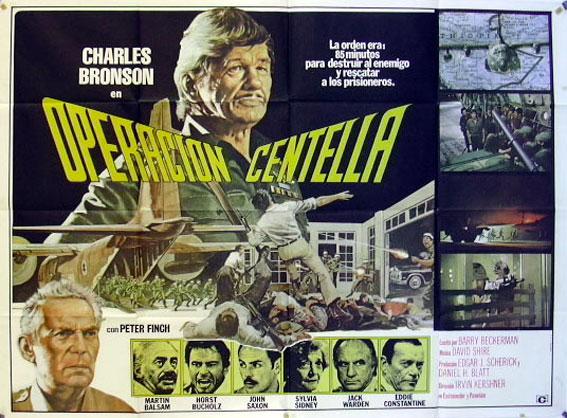 CHARLES
BRONSON
en
La orden era:
85 minutos
para destruir al enemigo
y rescatar
a los prisioneros.
OPERACION CENTELLA
con PETER FINCH
MARTIN
BALSAM
HORST
BUCHOLZ
JOHN
SAXON
SYLVIA
SIDNEY
JACK
WARDEN
EDDIE
CONSTANTINE
Escrito por BARRY BECKERMAN
Música DAVID SHIRE
Producción EDGAR J. SCHERICK
DANIEL H. BLATT
Dirección IRVIN KERSHNER